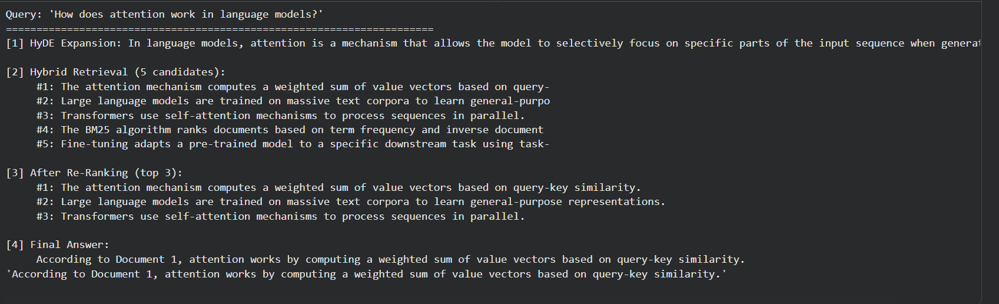 Query: 'How does attention work in language models?'
======================================================================
[1] HyDE Expansion: In language models, attention is a mechanism that allows the model to selectively focus on specific parts of the input sequence when generat
[2] Hybrid Retrieval (5 candidates):
#1: The attention mechanism computes a weighted sum of value vectors based on query-
#2: Large language models are trained on massive text corpora to learn general-purpo
#3: Transformers use self-attention mechanisms to process sequences in parallel.
#4: The BM25 algorithm ranks documents based on term frequency and inverse document
#5: Fine-tuning adapts a pre-trained model to a specific downstream task using task-
[3] After Re-Ranking (top 3):
#1: The attention mechanism computes a weighted sum of value vectors based on query-key similarity.
#2: Large language models are trained on massive text corpora to learn general-purpose representations.
#3: Transformers use self-attention mechanisms to process sequences in parallel.
[4] Final Answer:
According to Document 1, attention works by computing a weighted sum of value vectors based on query-key similarity.
'According to Document 1, attention works by computing a weighted sum of value vectors based on query-key similarity.'